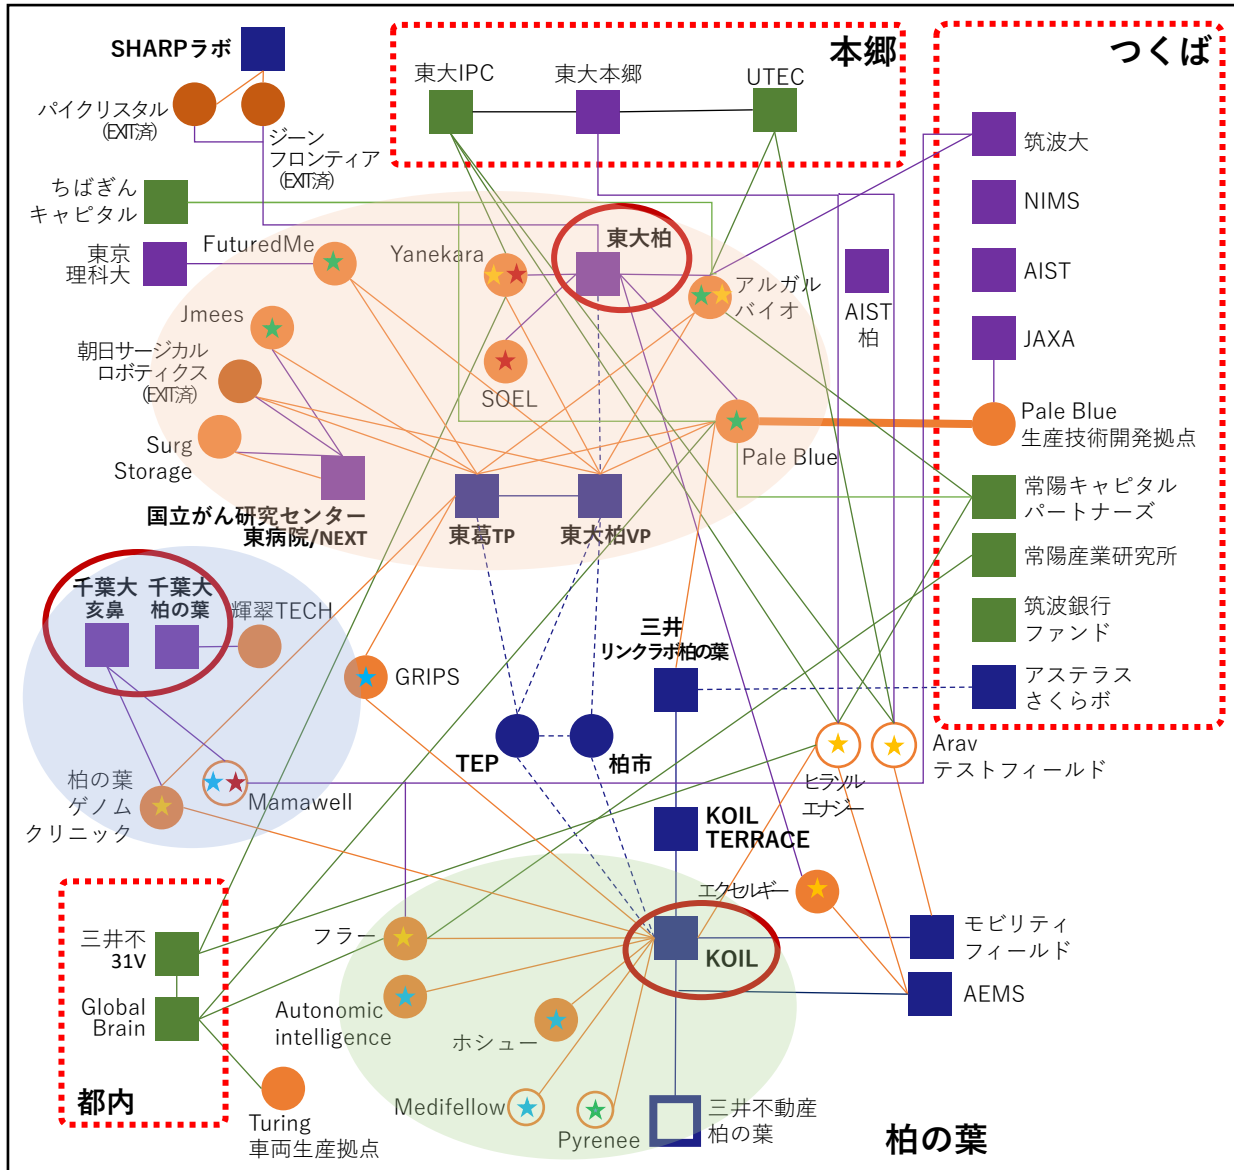 SHARPラボ
パイクリスタル
(EXIT済)
ジーン
フロンティア
(EXIT済)
本郷
東大IPC
東大本郷
UTEC
つくば
筑波大
NIMS
AIST
JAXA
Pale Blue
生産技術開発拠点
常陽キャピタル
パートナーズ
常陽産業研究所
筑波銀行
ファンド
アステラス
さくらボ
ちばぎん
キャピタル
東京
理科大
FuturedMe
Yanekara
東大柏
アルガル
バイオ
AIST
柏
Jmees
朝日サージカル
ロボティクス
(EXIT済)
SOEL
Surg
Storage
Pale Blue
国立がん研究センター
東病院/NEXT
東葛TP
東大柏VP
千葉大
亥鼻
千葉大
柏の葉
輝翠TECH
GRIPS
三井
リンクラボ柏の葉
TEP
柏市
ヒラソル
エナジー
Arav
テストフィールド
柏の葉
ゲノム
クリニック
Mamawell
KOIL
TERRACE
エクセルギー
三井不
31V
Global
Brain
都内
フラー
KOIL
モビリティ
フィールド
AEMS
Autonomic
intelligence
ホシュー
Medifellow
Pyrenee
三井不動産
柏の葉
Turing
車両生産拠点
柏の葉